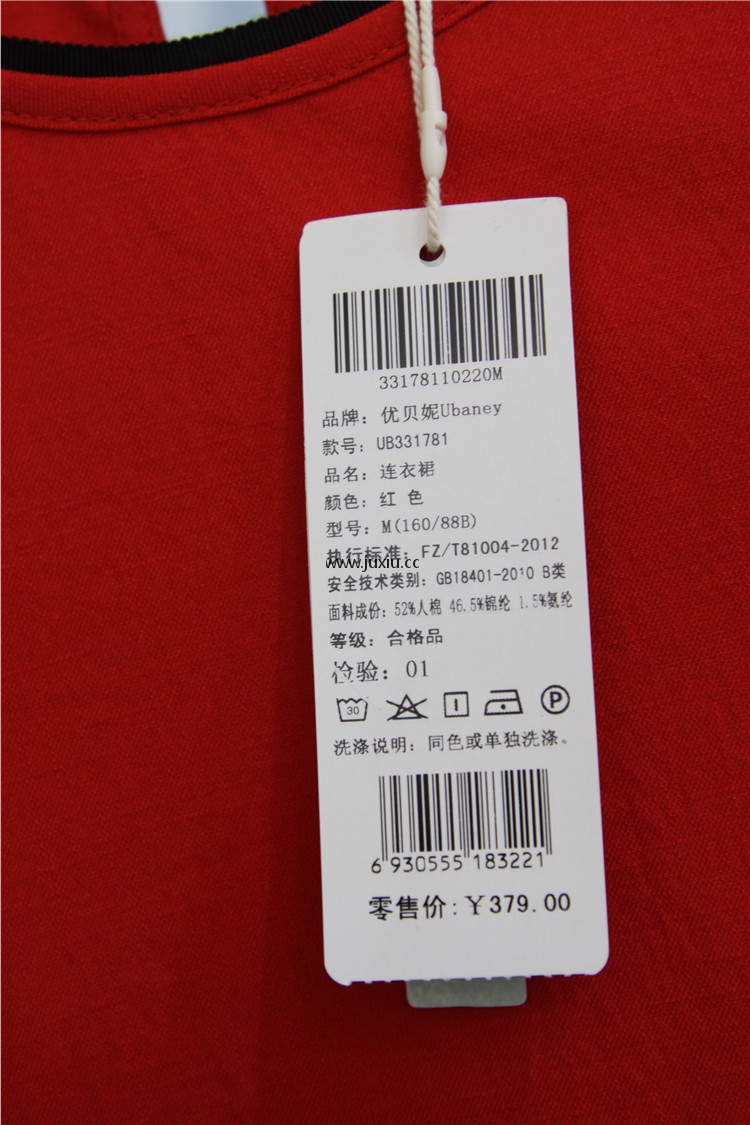 33178110220M
品牌：优贝妮Ubaney
款号：UB331781
品名：连衣裙
颜色：红 色
型号：M(160/88B)
执行标准：FZ/T81004-2012
www.juxiu.cc
安全技术类别：GB18401-2010 B类
面料成份：52%人棉 46.5%锦纶 1.5%氨纶
等级：合格品
检验：01
30
P
洗涤说明：同色或单独洗涤。
6 930555 183221
零售价：￥379.00